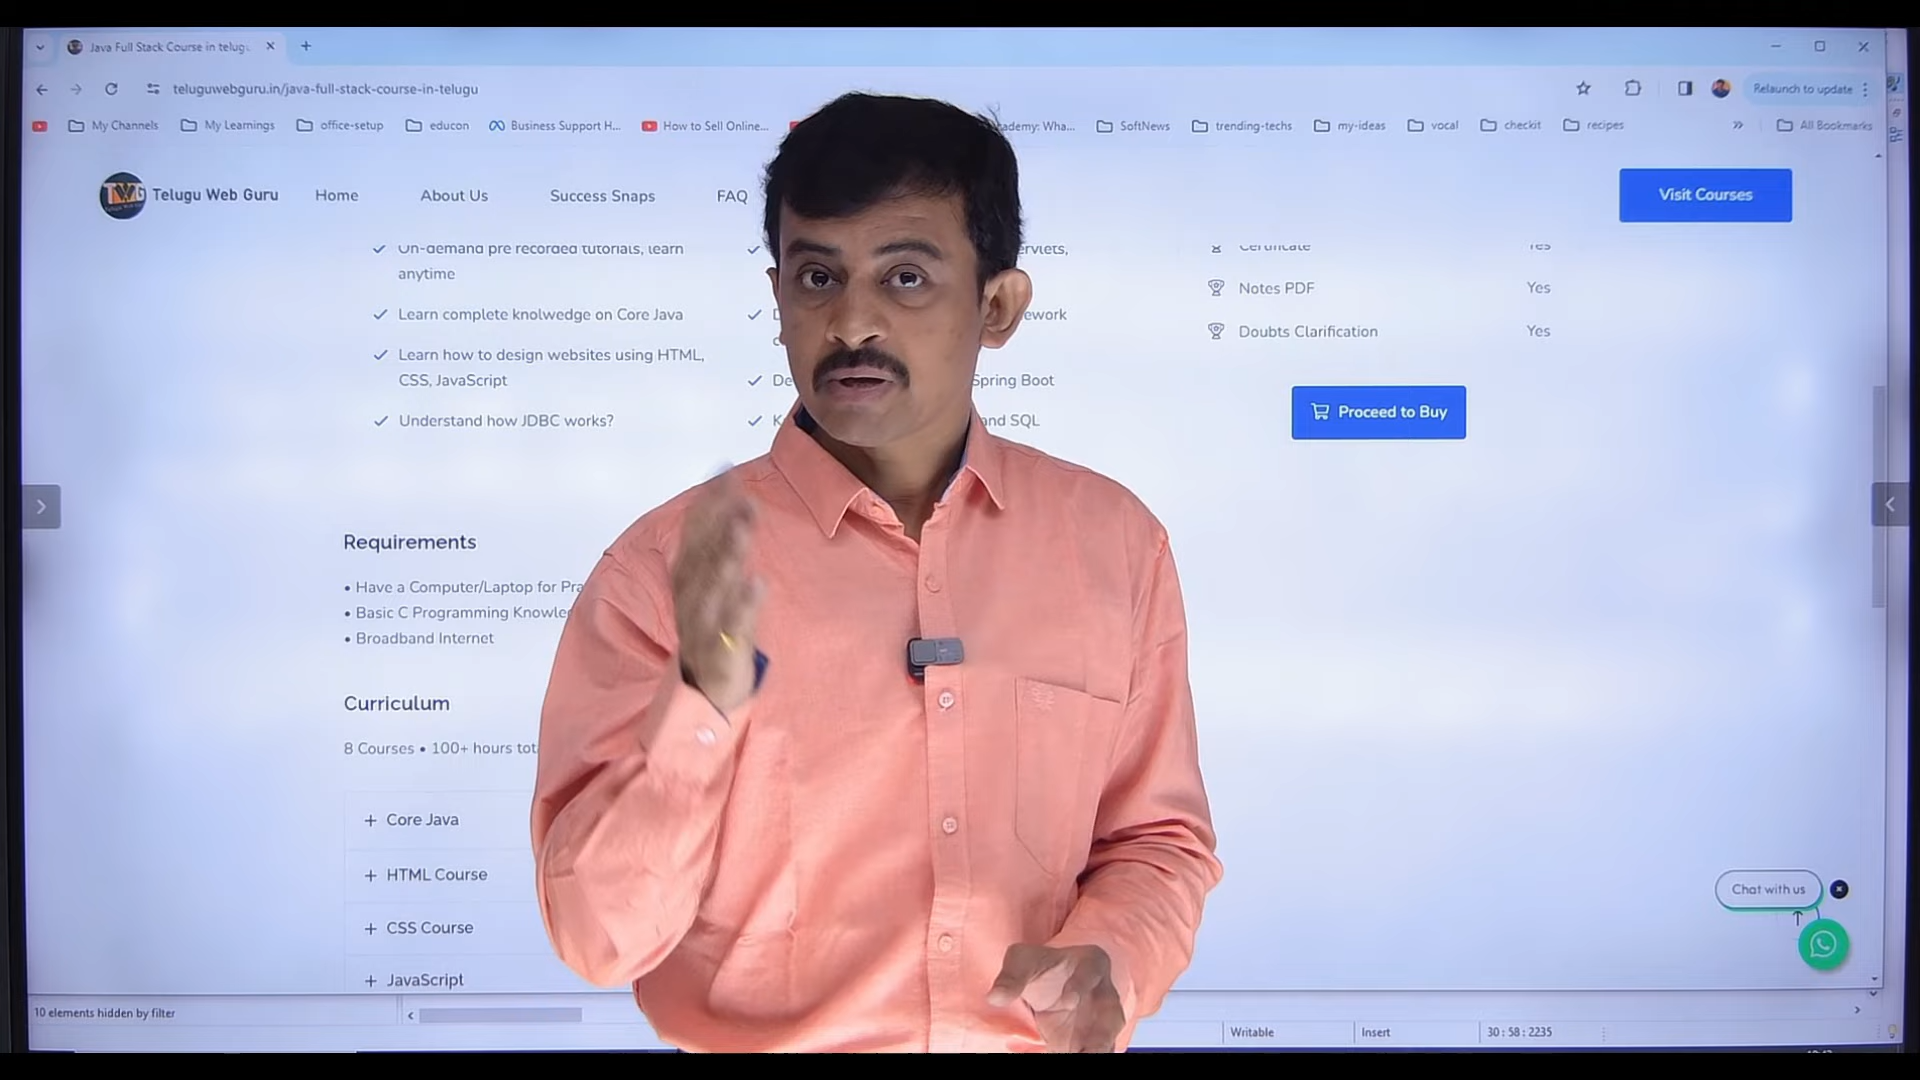 Java Full Stack Course in telugu
teluguwebguru.in/java-full-stack-course-in-telugu
Relaunch to update
My Channels
My Learnings
office-setup
educon
Business Support H...
How to Sell Online...
ademy: Wha...
SoftNews
trending-techs
my-ideas
vocal
checkit
recipes
All Bookmarks
TWG
Telugu Web Guru
Home
About Us
Success Snaps
FAQ
Visit Courses
On-demand pre recorded tutorials, learn
anytime
Learn complete knolwedge on Core Java
Learn how to design websites using HTML,
CSS, JavaScript
Understand how JDBC works?
ervlets,
ework
De
Spring Boot
and SQL
Certificate Yes
Notes PDF Yes
Doubts Clarification Yes
Proceed to Buy
Requirements
• Have a Computer/Laptop for Pra
• Basic C Programming Knowle
• Broadband Internet
Curriculum
8 Courses • 100+ hours tot
+ Core Java
+ HTML Course
+ CSS Course
+ JavaScript
Chat with us
10 elements hidden by filter
Writable
Insert
30 : 58 : 2235